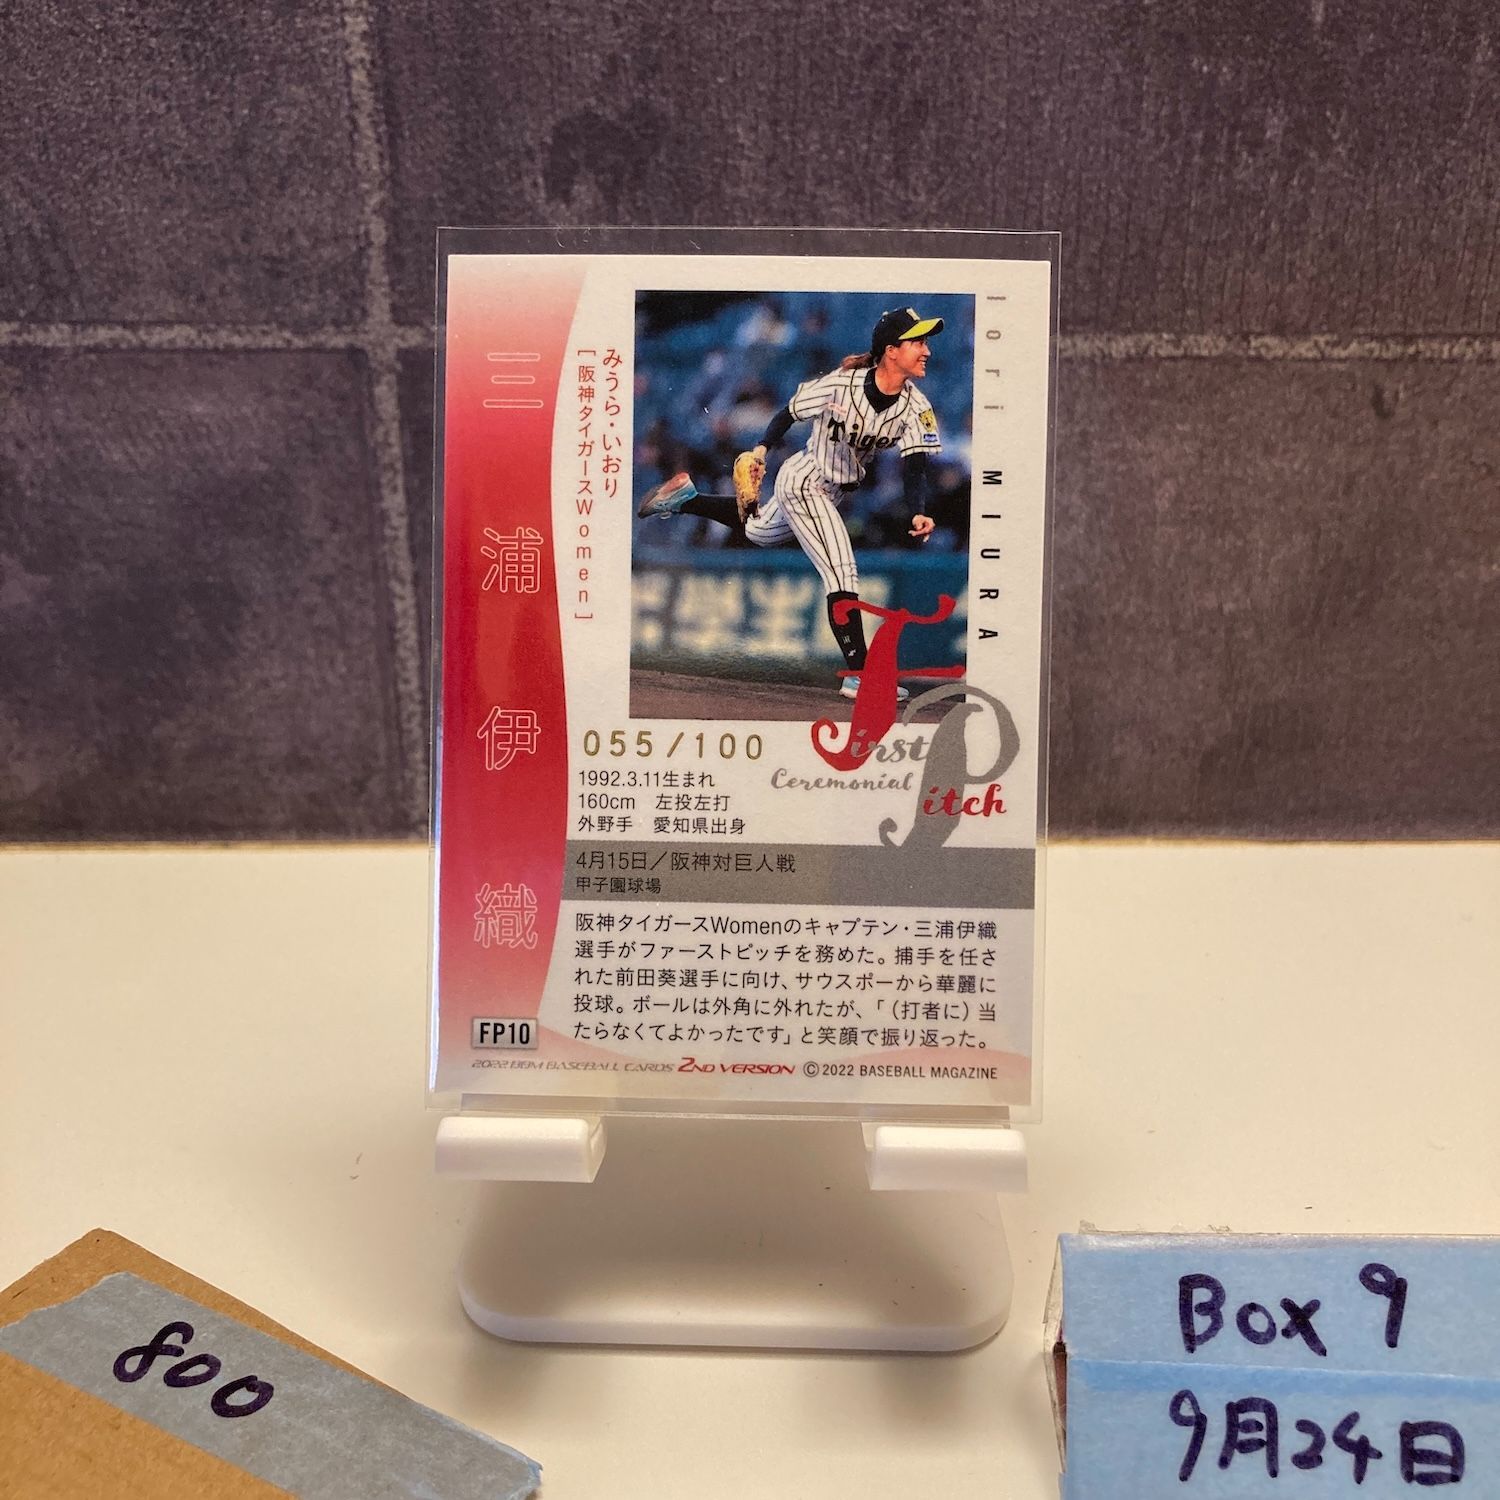 三浦伊織
みうら・いおり
[阪神タイガースWomen]
Iori MIURA
Tiger
First
Ceremonial
Pitch
055/100
1992.3.11生まれ
160cm 左投左打
外野手 愛知県出身
4月15日／阪神対巨人戦
甲子園球場
阪神タイガースWomenのキャプテン・三浦伊織
選手がファーストピッチを務めた。捕手を任さ
れた前田葵選手に向け、サウスポーから華麗に
投球。ボールは外角に外れたが、「（打者に）当
たらなくてよかったです」と笑顔で振り返った。
FP10
2022 BBM BASEBALL CARDS 2ND VERSION ©2022 BASEBALL MAGAZINE
800
Box 9
9月24日